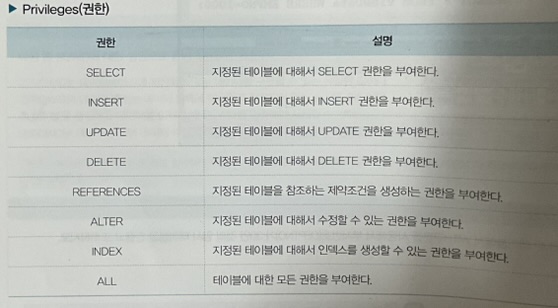 ▶ Privileges(권한)
권한 설명
SELECT 지정된 테이블에 대해서 SELECT 권한을 부여한다.
INSERT 지정된 테이블에 대해서 INSERT 권한을 부여한다.
UPDATE 지정된 테이블에 대해서 UPDATE 권한을 부여한다.
DELETE 지정된 테이블에 대해서 DELETE 권한을 부여한다.
REFERENCES 지정된 테이블을 참조하는 제약조건을 생성하는 권한을 부여한다.
ALTER 지정된 테이블에 대해서 수정할 수 있는 권한을 부여한다.
INDEX 지정된 테이블에 대해서 인덱스를 생성할 수 있는 권한을 부여한다.
ALL 테이블에 대한 모든 권한을 부여한다.